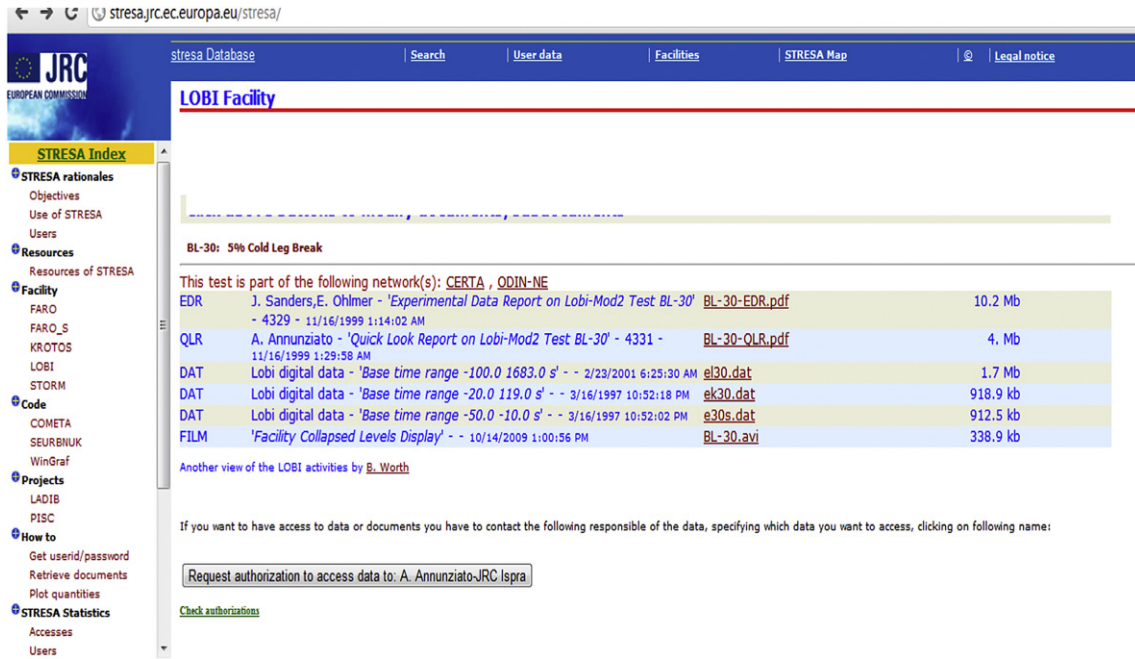 stresa.jrc.ec.europa.eu/stresa/
JRC
EUROPEAN COMMISSION
stresa Database | Search | User data | Facilities | STRESA Map | © | Legal notice
LOBI Facility
STRESA Index
STRESA rationales
Objectives
Use of STRESA
Users
Resources
Resources of STRESA
Facility
FARO
FARO_S
KROTOS
LOBI
STORM
Code
COMETA
SEURBNUK
WinGraf
Projects
LADIB
PISC
How to
Get userid/password
Retrieve documents
Plot quantities
STRESA Statistics
Accesses
Users
BL-30: 5% Cold Leg Break
This test is part of the following network(s): CERTA , ODIN-NE
EDR J. Sanders,E. Ohlmer - 'Experimental Data Report on Lobi-Mod2 Test BL-30' BL-30-EDR.pdf 10.2 Mb
- 4329 - 11/16/1999 1:14:02 AM
QLR A. Annunziato - 'Quick Look Report on Lobi-Mod2 Test BL-30' - 4331 - BL-30-QLR.pdf 4. Mb
11/16/1999 1:29:58 AM
DAT Lobi digital data - 'Base time range -100.0 1683.0 s' - - 2/23/2001 6:25:30 AM el30.dat 1.7 Mb
DAT Lobi digital data - 'Base time range -20.0 119.0 s' - - 3/16/1997 10:52:18 PM ek30.dat 918.9 kb
DAT Lobi digital data - 'Base time range -50.0 -10.0 s' - - 3/16/1997 10:52:02 PM e30s.dat 912.5 kb
FILM 'Facility Collapsed Levels Display' - - 10/14/2009 1:00:56 PM BL-30.avi 338.9 kb
Another view of the LOBI activities by B. Worth
If you want to have access to data or documents you have to contact the following responsible of the data, specifying which data you want to access, clicking on following name:
Request authorization to access data to: A. Annunziato-JRC Ispra
Check authorizations